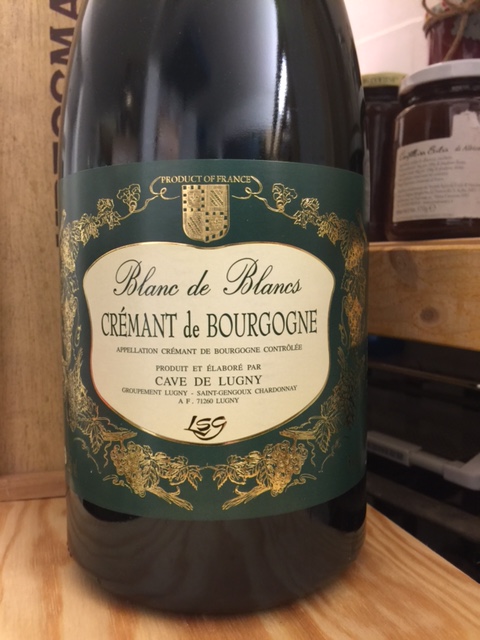 PRODUCT OF FRANCE
Blanc de Blancs
CRÉMANT de BOURGOGNE
APPELLATION CRÉMANT DE BOURGOGNE CONTRÔLÉE
PRODUIT ET ÉLABORÉ PAR
CAVE DE LUGNY
GROUPEMENT LUGNY - SAINT-GENGOUX CHARDONNAY
A F. 71260 LUGNY
LSG